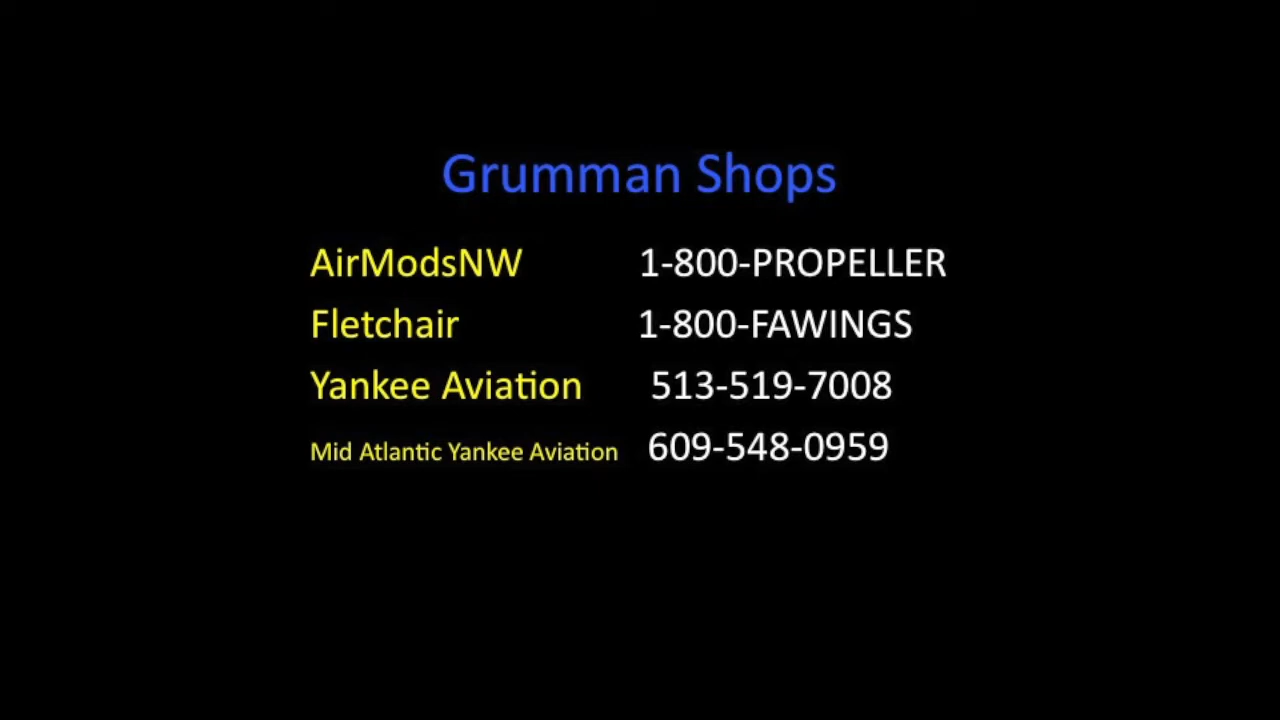 Grumman Shops
AirModsNW 1-800-PROPELLER
Fletchair 1-800-FAWINGS
Yankee Aviation 513-519-7008
Mid Atlantic Yankee Aviation 609-548-0959